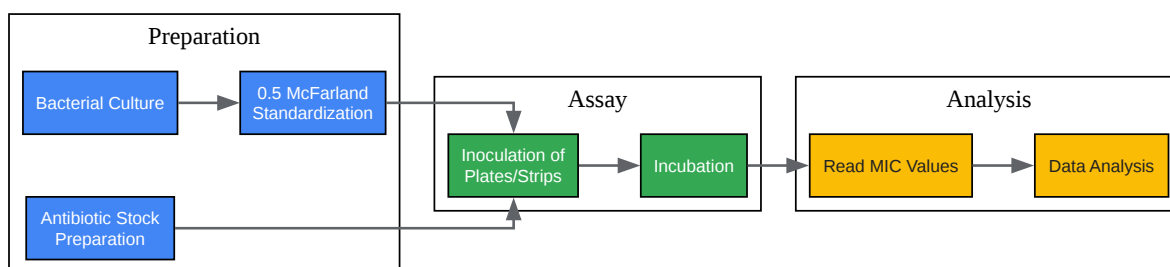 Preparation
Bacterial Culture
0.5 McFarland
Standardization
Antibiotic Stock
Preparation
Assay
Inoculation of
Plates/Strips
Incubation
Analysis
Read MIC Values
Data Analysis